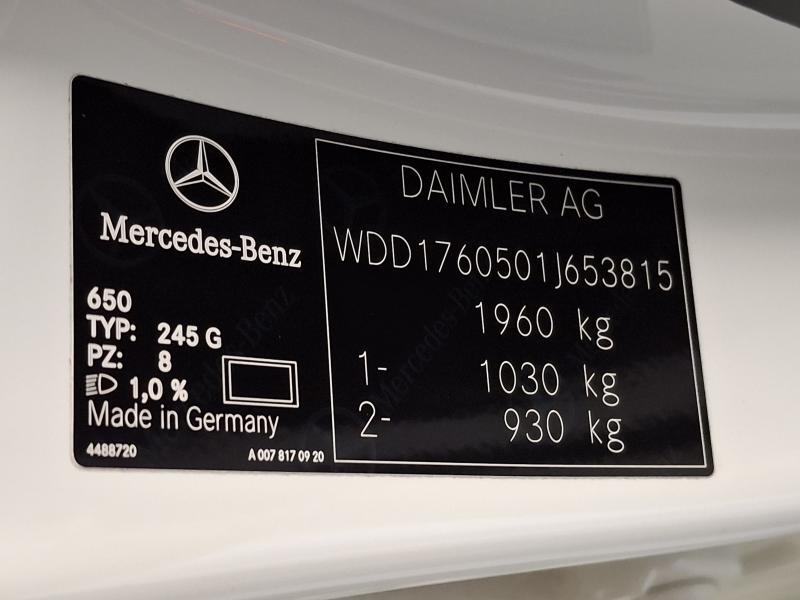 Mercedes-Benz
650
TYP: 245 G
PZ: 8
1,0 %
Made in Germany
4488720
A 007 817 09 20
DAIMLER AG
WDD1760501J653815
1960 kg
1- 1030 kg
2- 930 kg